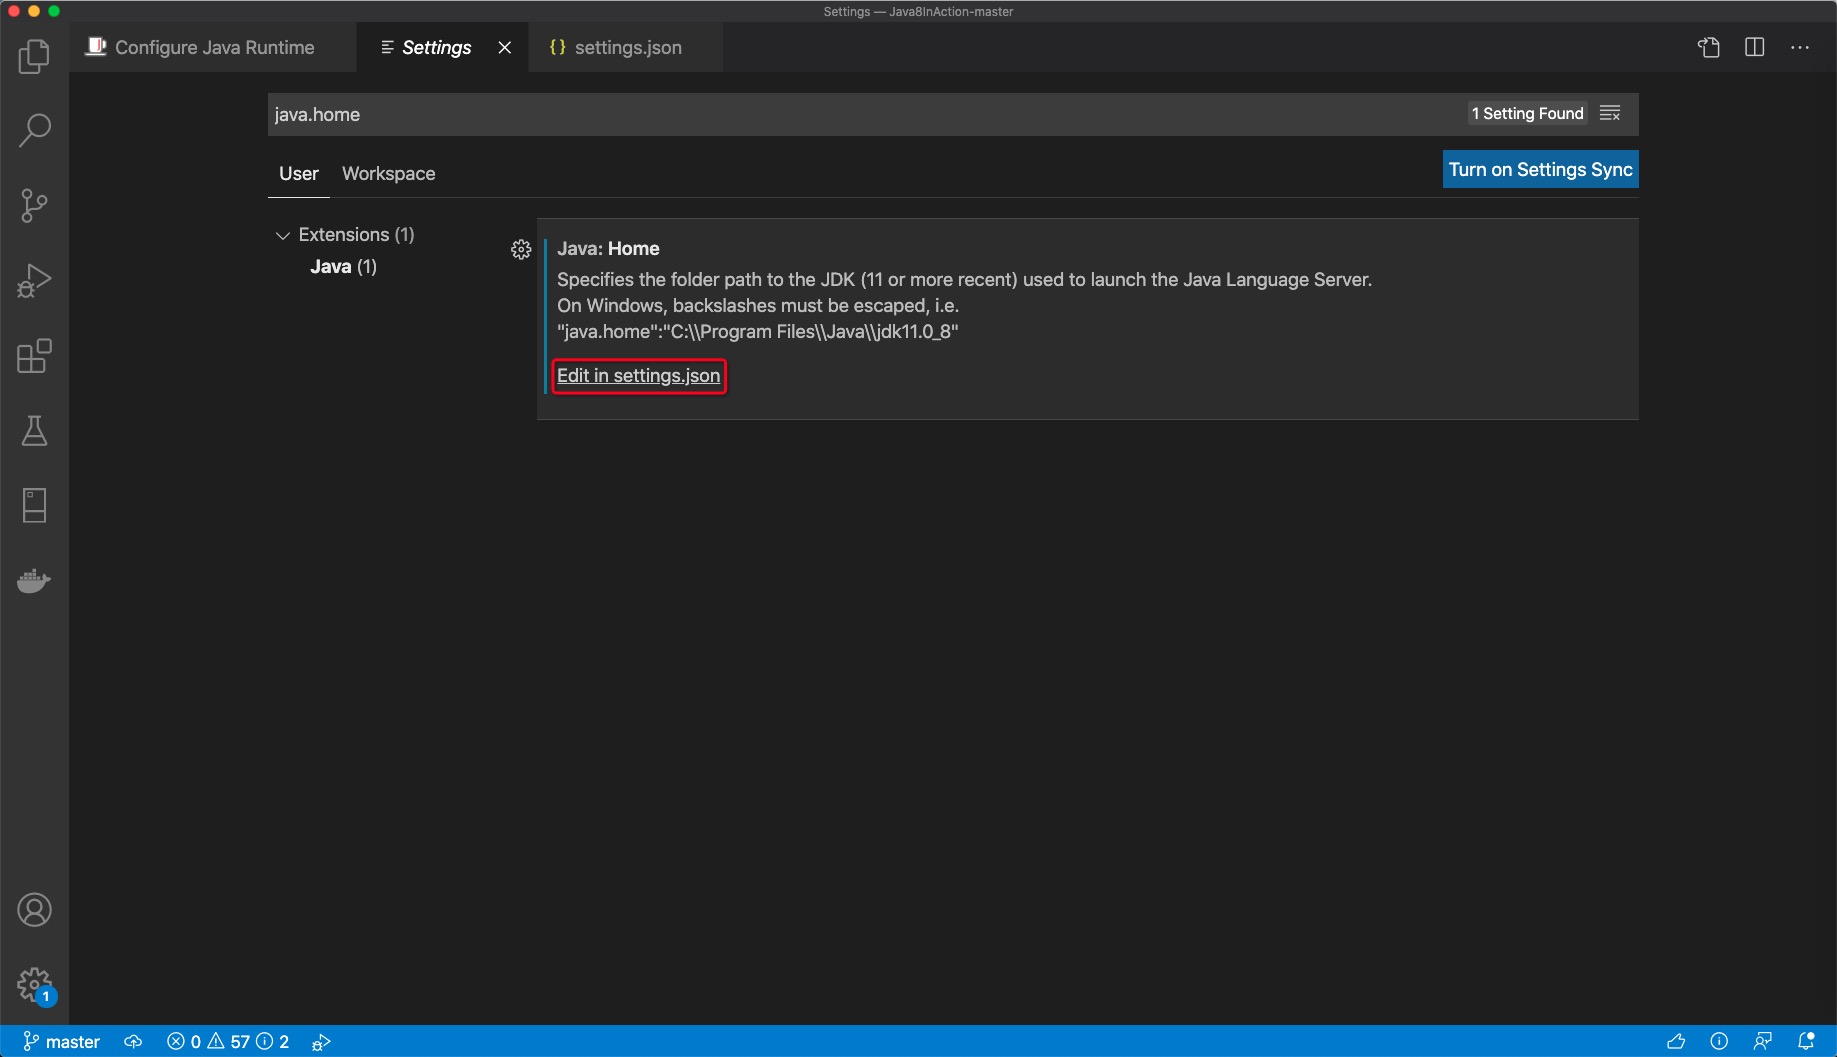 Settings — Java8InAction-master
Configure Java Runtime
Settings
{} settings.json
java.home
1 Setting Found
User
Workspace
Turn on Settings Sync
Extensions (1)
Java (1)
Java: Home
Specifies the folder path to the JDK (11 or more recent) used to launch the Java Language Server.
On Windows, backslashes must be escaped, i.e.
"java.home":"C:\\Program Files\\Java\\jdk11.0_8"
Edit in settings.json
1
master
0
57
2